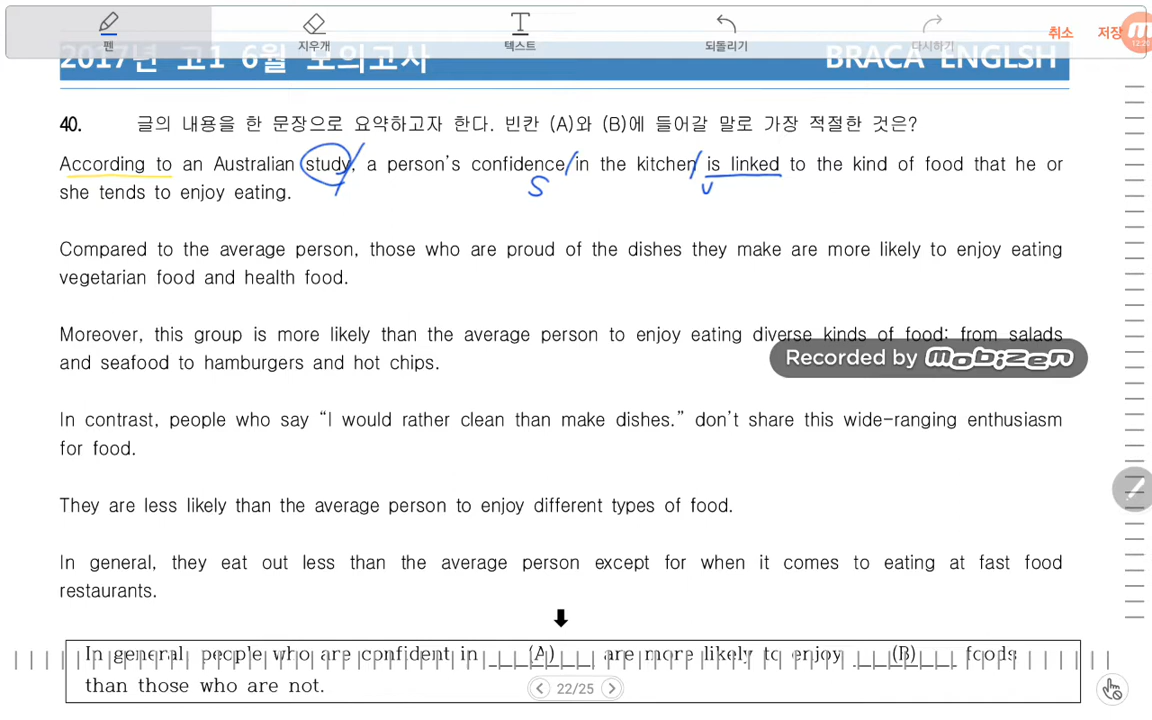 펜
지우개
텍스트
되돌리기
다시하기
취소
저장
12:20
2017년 고1 6월 모의고사
BRACA ENGLSH
40. 글의 내용을 한 문장으로 요약하고자 한다. 빈칸 (A)와 (B)에 들어갈 말로 가장 적절한 것은?
According to an Australian study, a person's confidence in the kitchen is linked to the kind of food that he or
S
V
she tends to enjoy eating.
Compared to the average person, those who are proud of the dishes they make are more likely to enjoy eating
vegetarian food and health food.
Moreover, this group is more likely than the average person to enjoy eating diverse kinds of food: from salads
and seafood to hamburgers and hot chips.
Recorded by mobizen
In contrast, people who say “I would rather clean than make dishes.” don't share this wide-ranging enthusiasm
for food.
They are less likely than the average person to enjoy different types of food.
In general, they eat out less than the average person except for when it comes to eating at fast food
restaurants.
In general, people who are confident in ___(A)___ are more likely to enjoy ___(B)___ foods
than those who are not.
22/25